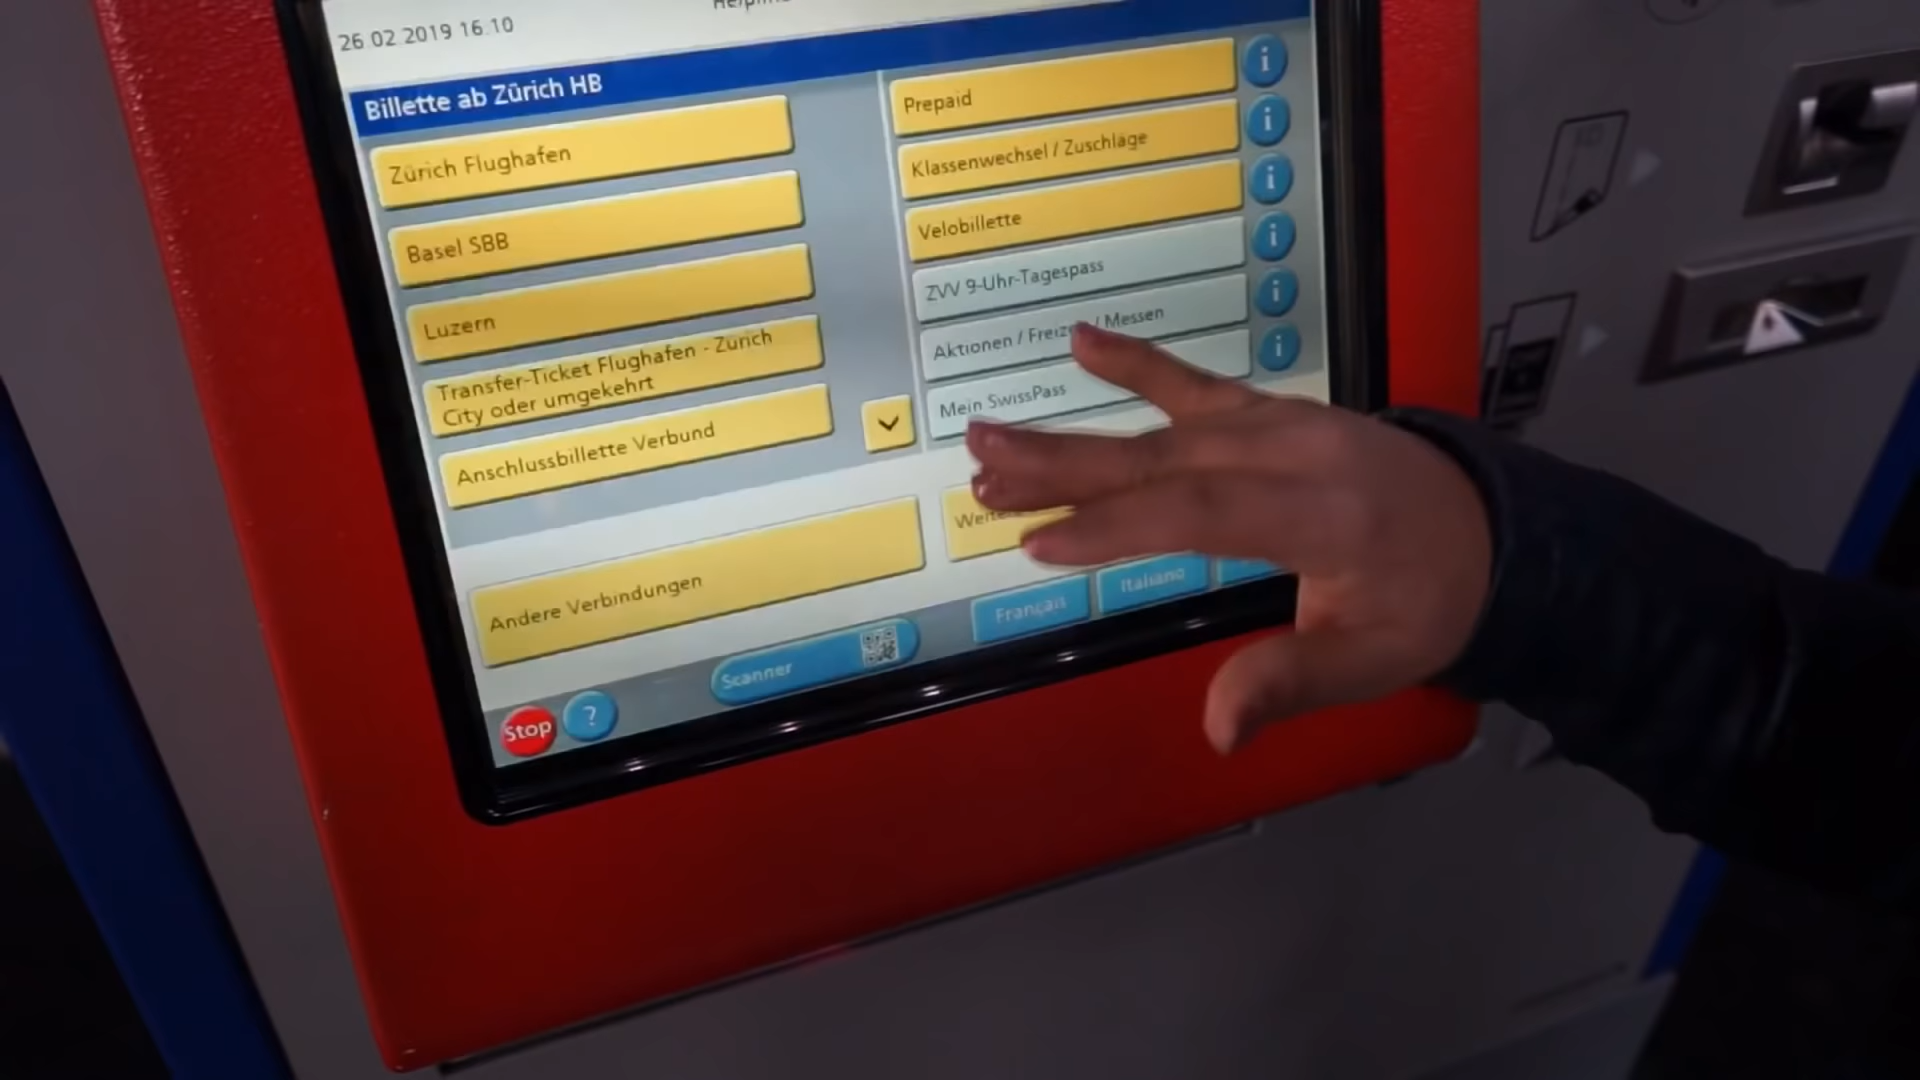 26.02.2019 16:10
Billette ab Zürich HB
Zürich Flughafen
Basel SBB
Luzern
Transfer-Ticket Flughafen - Zürich
City oder umgekehrt
Anschlussbillette Verbund
Andere Verbindungen
Prepaid
Klassenwechsel / Zuschläge
Velobillette
ZVV 9-Uhr-Tagespass
Aktionen / / Messen
Mein SwissPass
Français
Italiano
Scanner
Stop
?